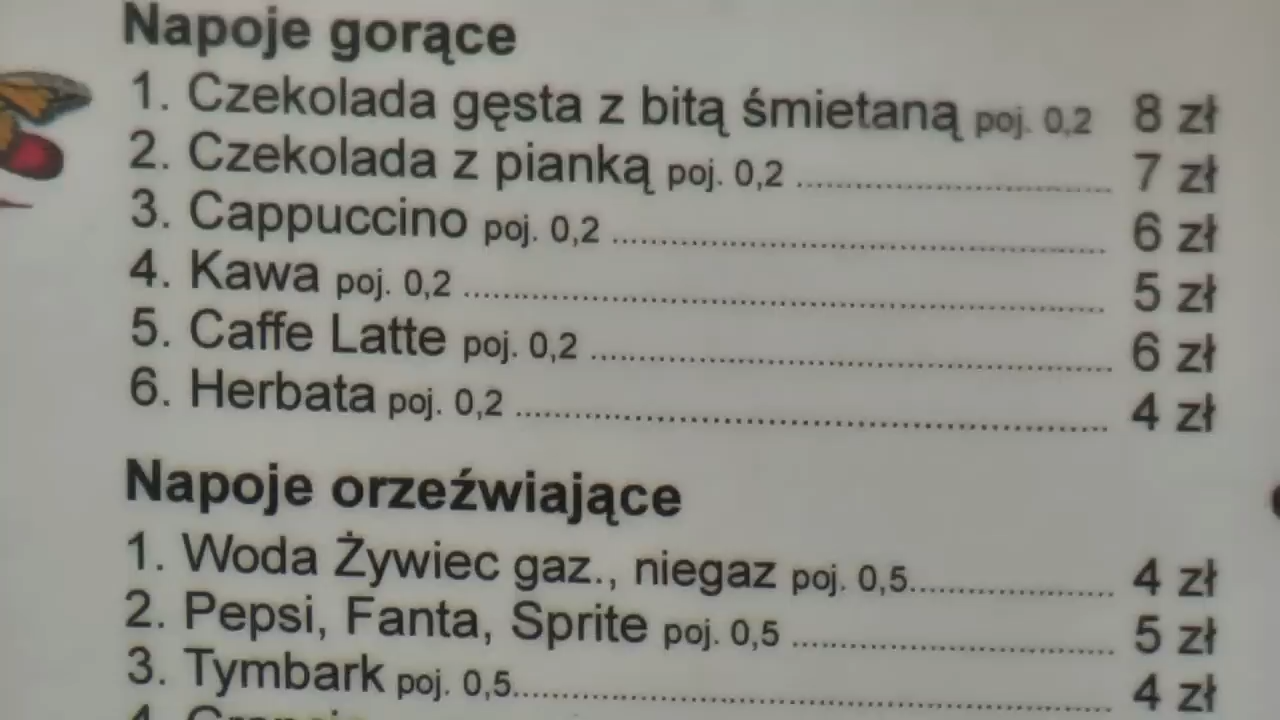 Napoje gorące
1. Czekolada gęsta z bitą śmietaną poj. 0,2 8 zł
2. Czekolada z pianką poj. 0,2 ........................ 7 zł
3. Cappuccino poj. 0,2 ........................ 6 zł
4. Kawa poj. 0,2 ........................ 5 zł
5. Caffe Latte poj. 0,2 ........................ 6 zł
6. Herbata poj. 0,2 ........................ 4 zł
Napoje orzeźwiające
1. Woda Żywiec gaz., niegaz poj. 0,5........................ 4 zł
2. Pepsi, Fanta, Sprite poj. 0,5 ........................ 5 zł
3. Tymbark poj. 0,5........................ 4 zł